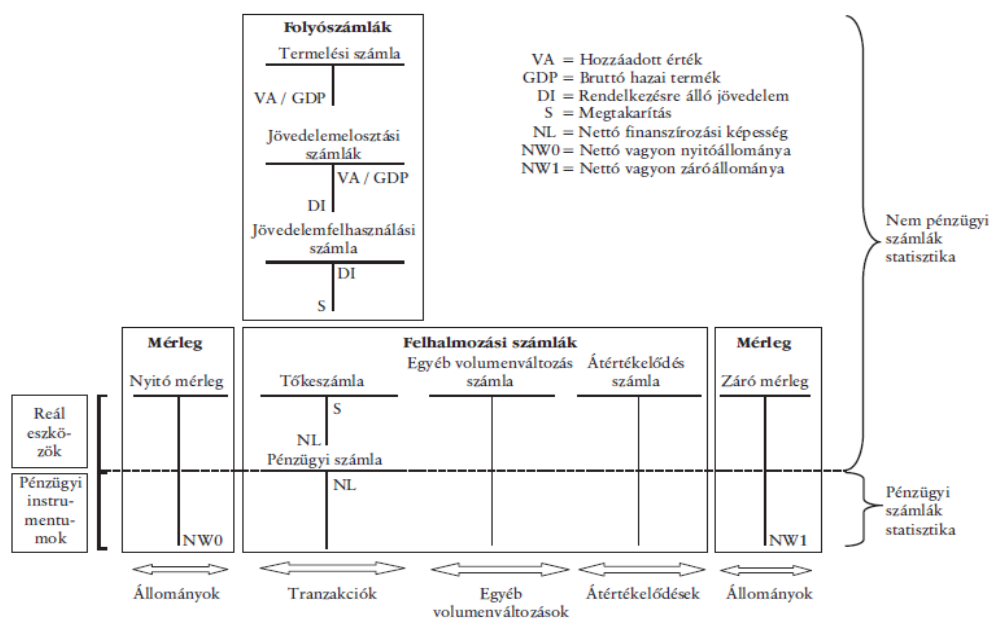 Folyószámlák
Termelési számla
VA / GDP
Jövedelemelosztási
számlák
VA / GDP
DI
Jövedelemfelhasználási
számla
DI
S
VA = Hozzáadott érték
GDP = Bruttó hazai termék
DI = Rendelkezésre álló jövedelem
S = Megtakarítás
NL = Nettó finanszírozási képesség
NW0 = Nettó vagyon nyitóállománya
NW1 = Nettó vagyon záróállománya
Nem pénzügyi
számlák
statisztika
Mérleg
Nyitó mérleg
Felhalmozási számlák
Tőkeszámla
Egyéb volumenváltozás
számla
Átértékelődés
számla
Mérleg
Záró mérleg
Reál
eszkö-
zök
S
NL
Pénzügyi számla
Pénzügyi
instru-
mentu-
mok
NW0
NL
NW1
Pénzügyi
számlák
statisztika
Állományok
Tranzakciók
Egyéb
volumenváltozások
Átértékelődések
Állományok